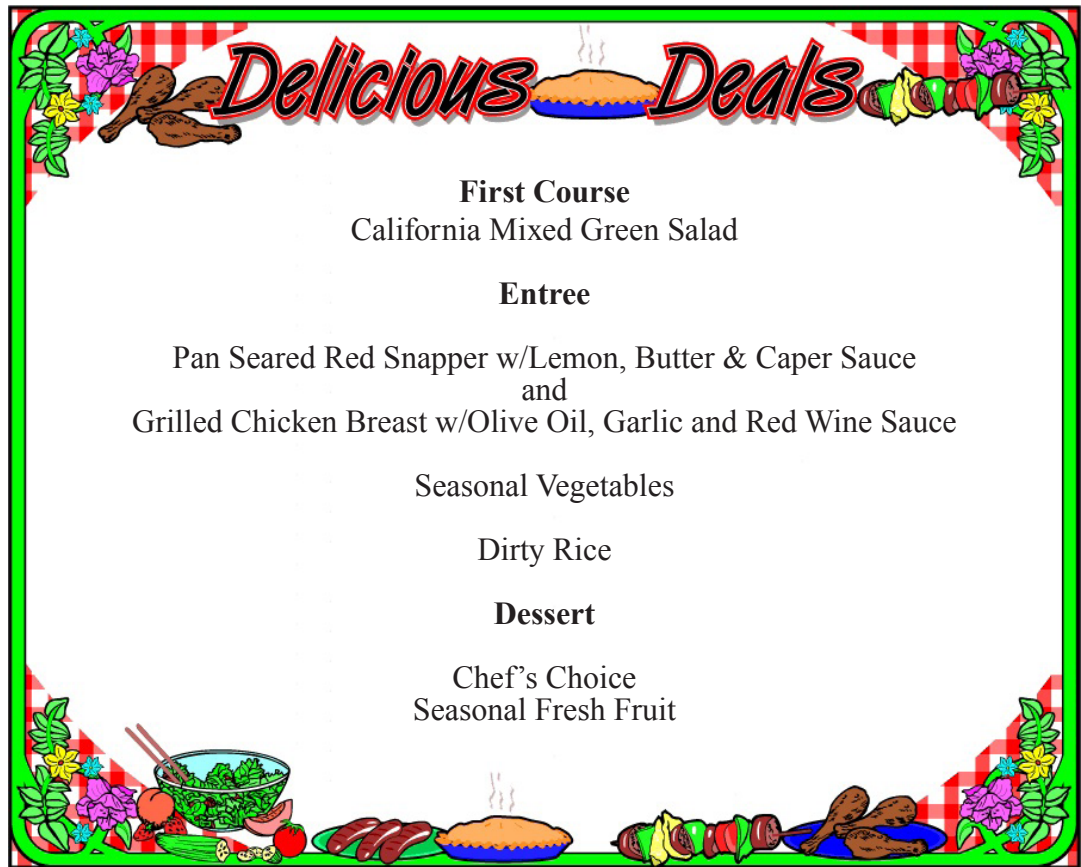 Delicious Deals
First Course
California Mixed Green Salad
Entree
Pan Seared Red Snapper w/Lemon, Butter & Caper Sauce
and
Grilled Chicken Breast w/Olive Oil, Garlic and Red Wine Sauce
Seasonal Vegetables
Dirty Rice
Dessert
Chef’s Choice
Seasonal Fresh Fruit